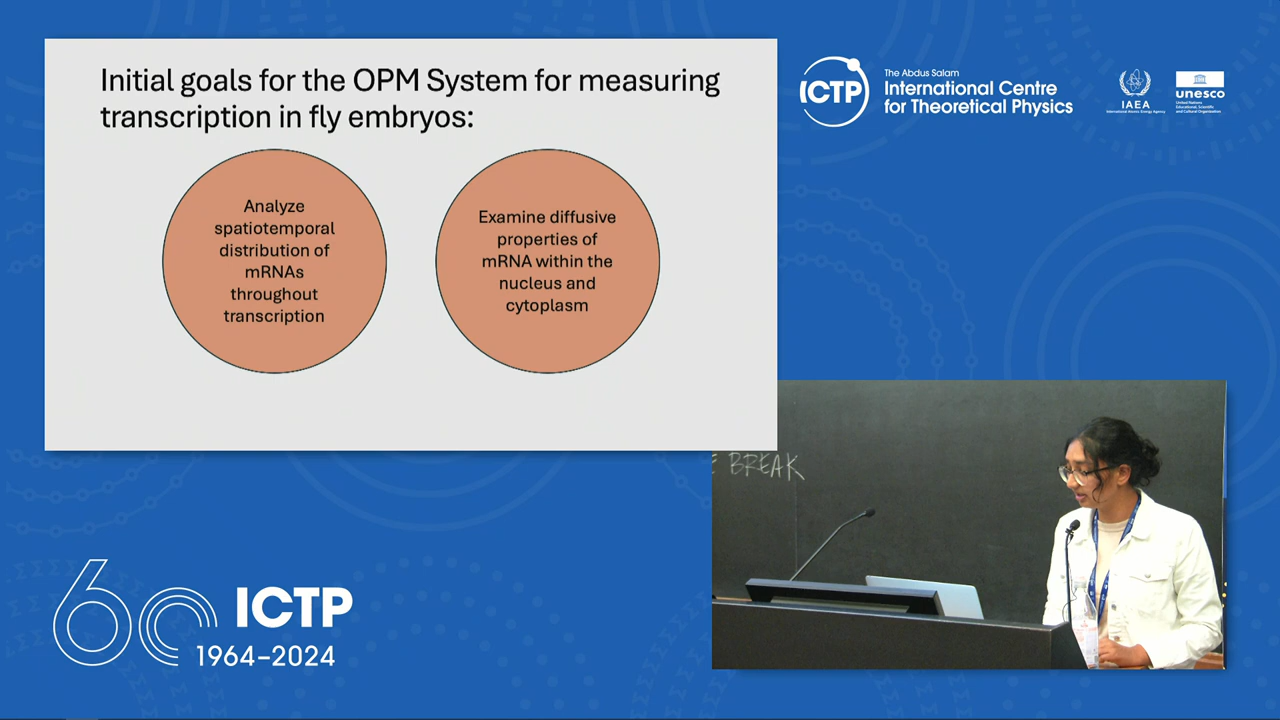 Initial goals for the OPM System for measuring
transcription in fly embryos:
Analyze
spatiotemporal
distribution of
mRNAs
throughout
transcription
Examine diffusive
properties of
mRNA within the
nucleus and
cytoplasm
ICTP
The Abdus Salam
International Centre
for Theoretical Physics
IAEA
International Atomic Energy Agency
unesco
United Nations
Educational, Scientific
and Cultural Organization
E BREAK
60 ICTP
1964–2024